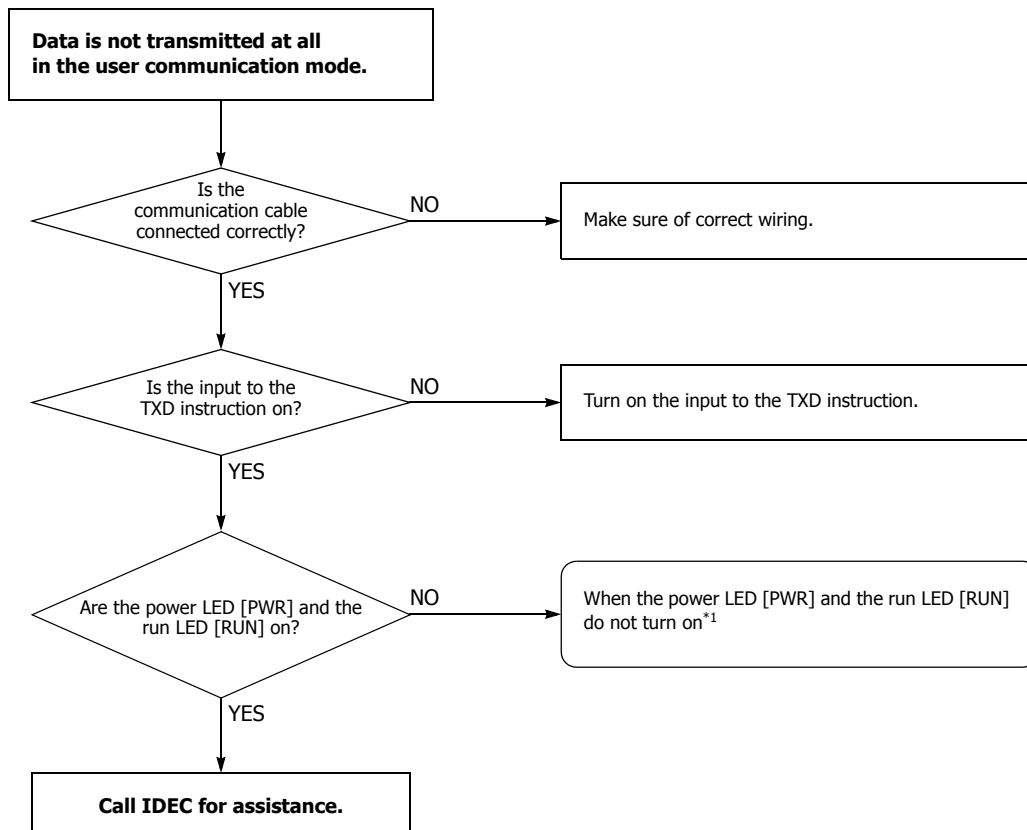 Data is not transmitted at all
in the user communication mode.
Is the
communication cable
connected correctly?
NO
Make sure of correct wiring.
YES
Is the input to the
TXD instruction on?
NO
Turn on the input to the TXD instruction.
YES
Are the power LED [PWR] and the
run LED [RUN] on?
NO
When the power LED [PWR] and the run LED [RUN]
do not turn on*1
YES
Call IDEC for assistance.